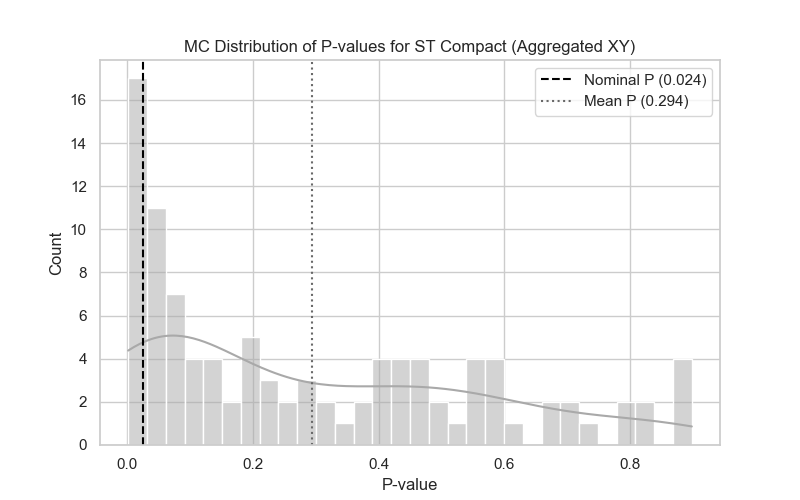 MC Distribution of P-values for ST Compact (Aggregated XY)
Nominal P (0.024)
Mean P (0.294)
16
14
12
10
8
6
4
2
0
Count
0.0 0.2 0.4 0.6 0.8
P-value